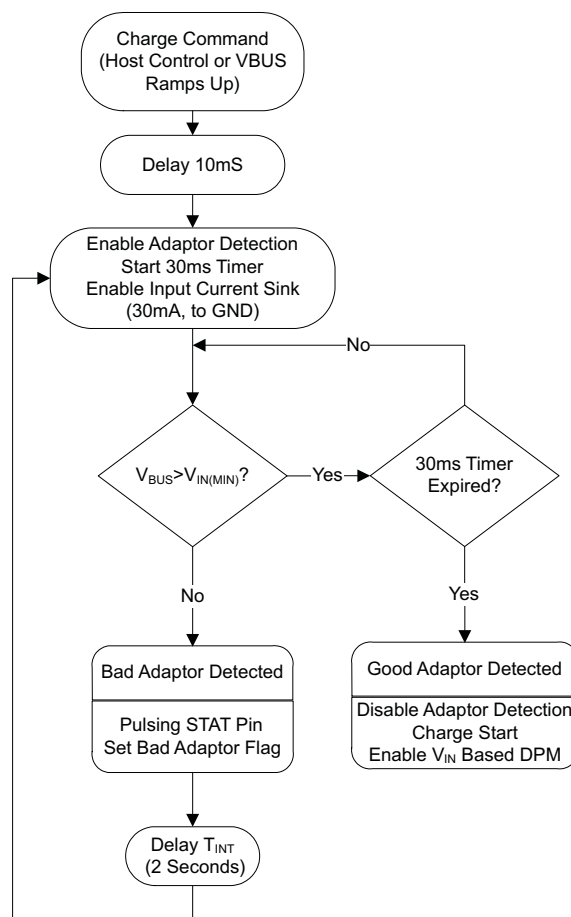 Charge Command
(Host Control or VBUS
Ramps Up)
Delay 10mS
Enable Adaptor Detection
Start 30ms Timer
Enable Input Current Sink
(30mA, to GND)
No
VBUS>VIN(MIN)?
Yes
30ms Timer
Expired?
No
Yes
Bad Adaptor Detected
Pulsing STAT Pin
Set Bad Adaptor Flag
Good Adaptor Detected
Disable Adaptor Detection
Charge Start
Enable VIN Based DPM
Delay TINT
(2 Seconds)